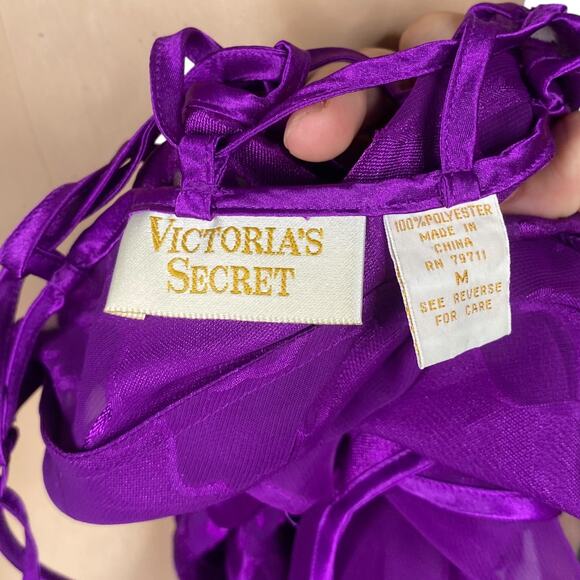 VICTORIA'S
SECRET
100% POLYESTER
MADE IN
CHINA
RN 79711
M
SEE REVERSE
FOR CARE